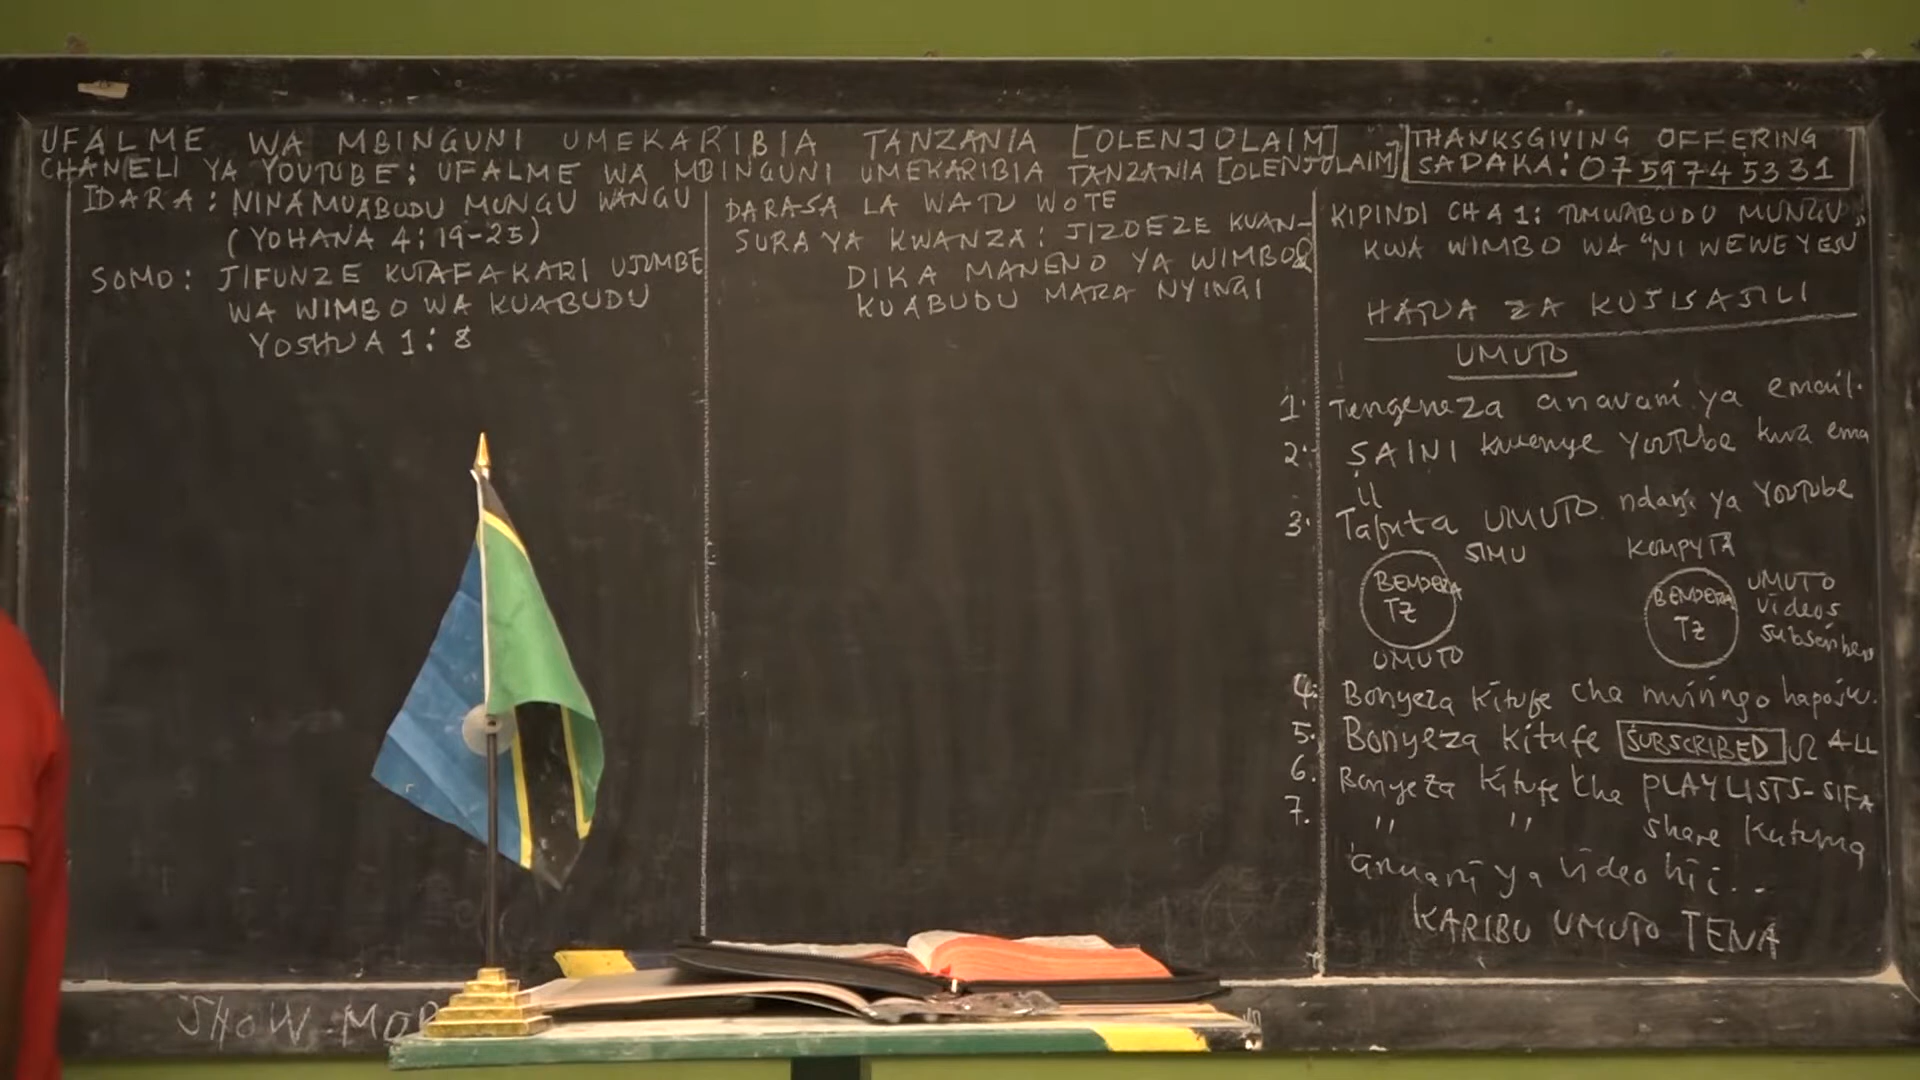 UFALME WA MBINGUNI UMEKARIBIA TANZANIA [OLENJOLAIM]
CHANELI YA YOUTUBE: UFALME WA MBINGUNI UMEKARIBIA TANZANIA [OLENJOLAIM]
THANKSGIVING OFFERING
SADAKA: 0759745331
IDARA: NINAMUABUDU MUNGU WANGU
(YOHANA 4:19-25)
SOMO: JIFUNZE KUTAFAKARI UJUMBE
WA WIMBO WA KUABUDU
YOSHUA 1:8
DARASA LA WATU WOTE
SURA YA KWANZA: JIZOEZE KUAN-
DIKA MANENO YA WIMBO
KUABUDU MARA NYINGI
KIPINDI CHA 1: TUMWABUDU MUNGU
KWA WIMBO WA "NI WEWE YESU"
HATUA ZA KUSISAJILI
UMUTO
1. Tengeneza anavani ya email.
2. SAINI kwenye YouTube kwa ema
il
3. Tafuta UMUTO ndani ya YouTube
SIMU
KOMPYTA
BENDERA
TZ
UMUTO
BENDERA
TZ
UMUTO
videos
subscribers
4. Bonyeza kitufe cha mviringo hapojuu.
5. Bonyeza kitufe SUBSCRIBED ALL
6. Bonyeza kitufe cha PLAYLISTS-SIFA
7. " " share kutuma
anuani ya video hii...
KARIBU UMUTO TENA
SHOW MOR